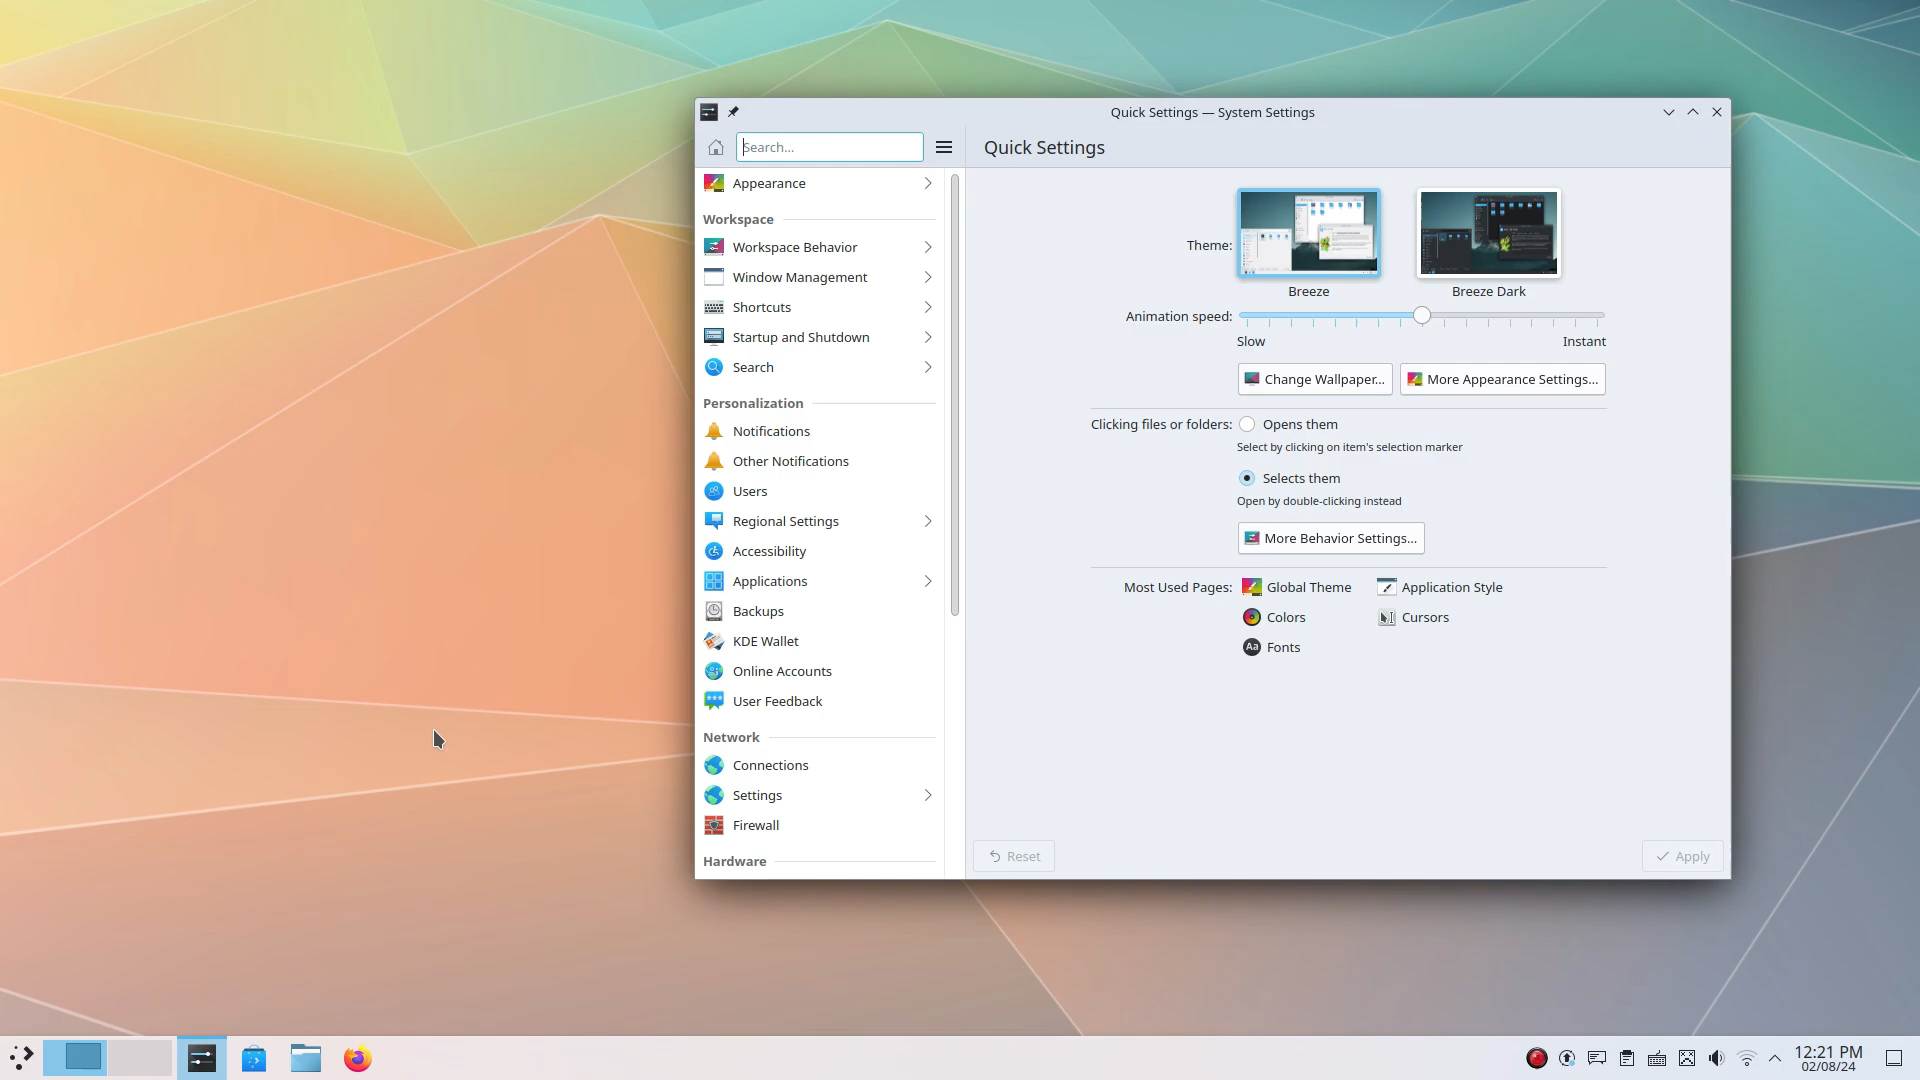 Quick Settings — System Settings
Search...
Quick Settings
Appearance
Workspace
Workspace Behavior
Window Management
Shortcuts
Startup and Shutdown
Search
Personalization
Notifications
Other Notifications
Users
Regional Settings
Accessibility
Applications
Backups
KDE Wallet
Online Accounts
User Feedback
Network
Connections
Settings
Firewall
Hardware
Theme:
Breeze
Breeze Dark
Animation speed:
Slow
Instant
Change Wallpaper...
More Appearance Settings...
Clicking files or folders:
Opens them
Select by clicking on item's selection marker
Selects them
Open by double-clicking instead
More Behavior Settings...
Most Used Pages:
Global Theme
Application Style
Colors
Cursors
Aa
Fonts
Reset
Apply
12:21 PM
02/08/24